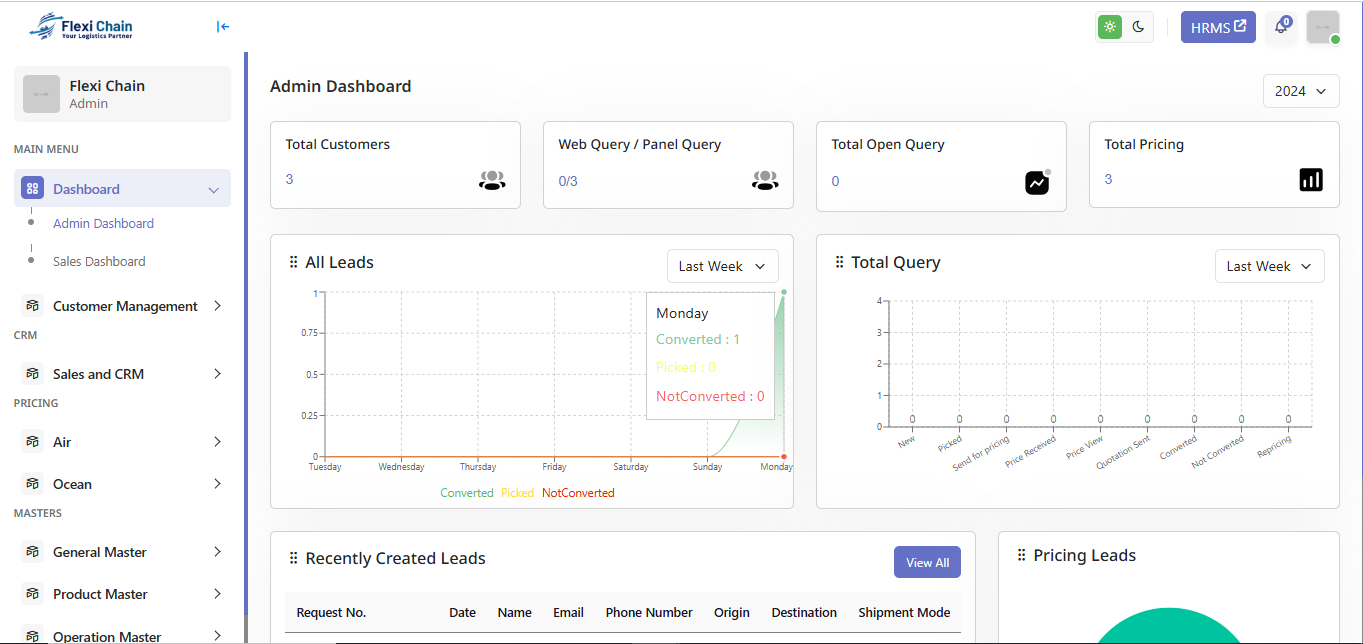 Flexi Chain
Your Logistics Partner
HRMS
0
Flexi Chain
Admin
MAIN MENU
Dashboard
Admin Dashboard
Sales Dashboard
Customer Management
CRM
Sales and CRM
PRICING
Air
Ocean
MASTERS
General Master
Product Master
Operation Master
Admin Dashboard
2024
Total Customers
3
Web Query / Panel Query
0/3
Total Open Query
0
Total Pricing
3
All Leads
Last Week
1
0.75
0.5
0.25
0
Tuesday Wednesday Thursday Friday Saturday Sunday Monday
Monday
Converted : 1
Picked : 0
NotConverted : 0
Converted Picked NotConverted
Total Query
Last Week
4
3
2
1
0
0 0 0 0 0 0 0 0 0
New Picked Send for pricing Price Received Price View Quotation Sent Converted Not Converted Repricing
Recently Created Leads
View All
Request No. Date Name Email Phone Number Origin Destination Shipment Mode
Pricing Leads